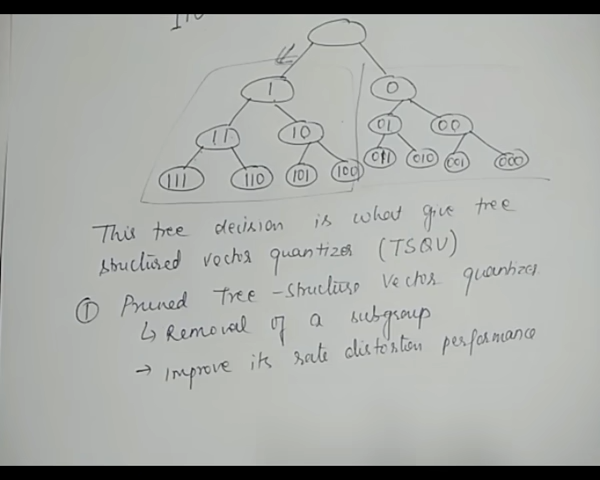 1 0
11 10 01 00
111 110 101 100 011 010 001 000
This tree decision is what give tree
structured vector quantizer (TSQV)
① Pruned Tree-structure vector quantizer
↳ Removal of a subgroup
→ improve its rate distortion performance